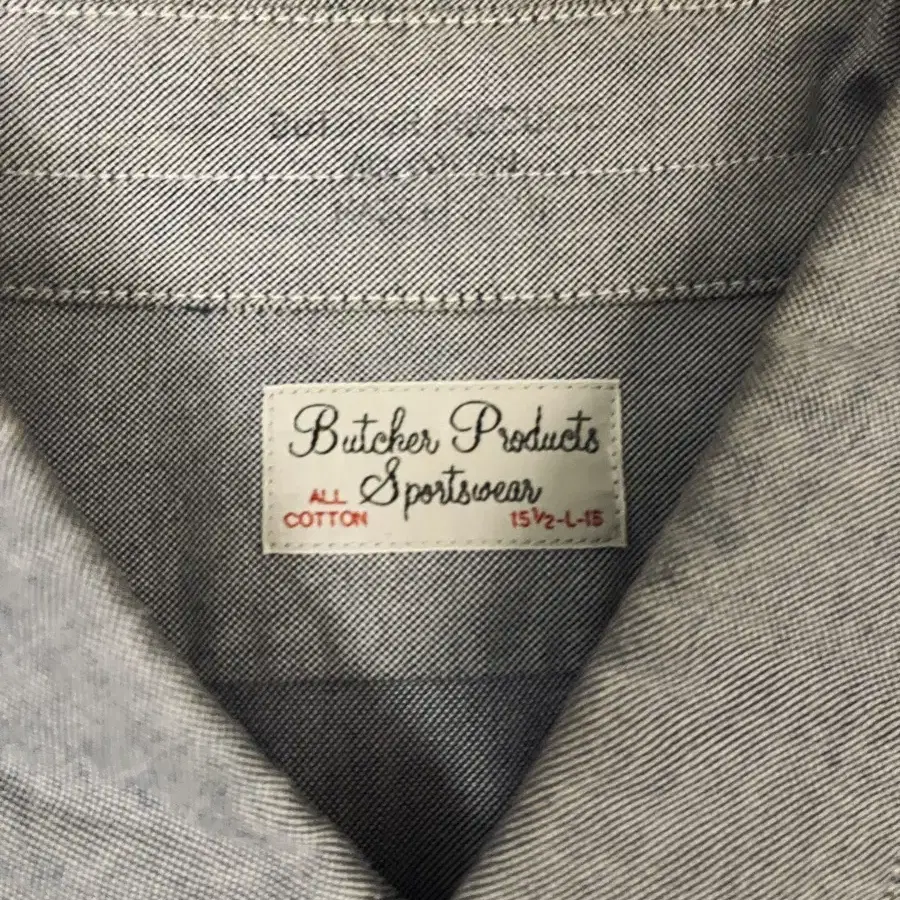 Butcher Products
Sportswear
ALL
COTTON
15½-L-15